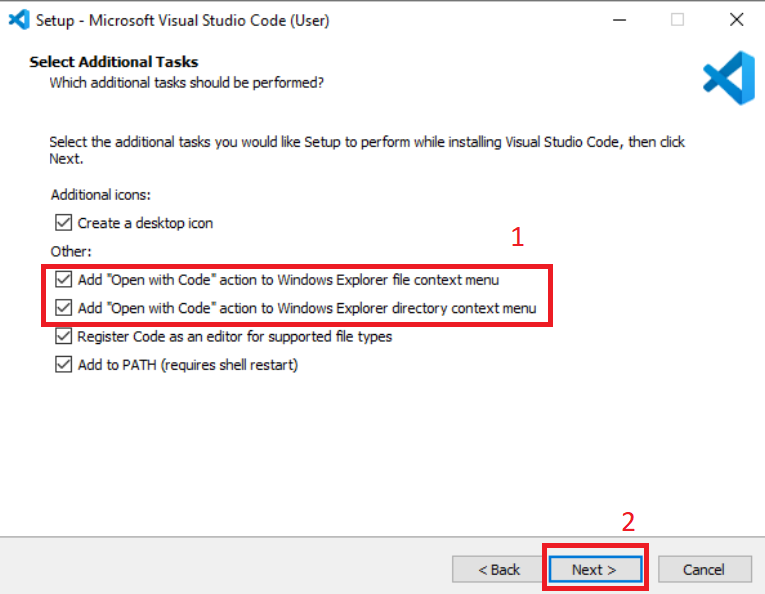 Setup - Microsoft Visual Studio Code (User)
Select Additional Tasks
Which additional tasks should be performed?
Select the additional tasks you would like Setup to perform while installing Visual Studio Code, then click
Next.
Additional icons:
Create a desktop icon
Other:
1
Add "Open with Code" action to Windows Explorer file context menu
Add "Open with Code" action to Windows Explorer directory context menu
Register Code as an editor for supported file types
Add to PATH (requires shell restart)
2
< Back Next > Cancel